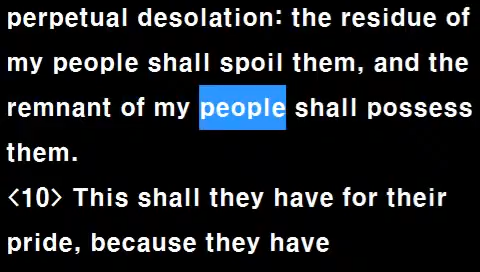 perpetual desolation: the residue of
my people shall spoil them, and the
remnant of my people shall possess
them.
<10> This shall they have for their
pride, because they have